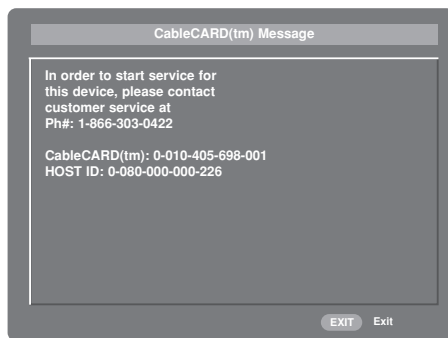 CableCARD(tm) Message
In order to start service for
this device, please contact
customer service at
Ph#: 1-866-303-0422
CableCARD(tm): 0-010-405-698-001
HOST ID: 0-080-000-000-226
EXIT Exit